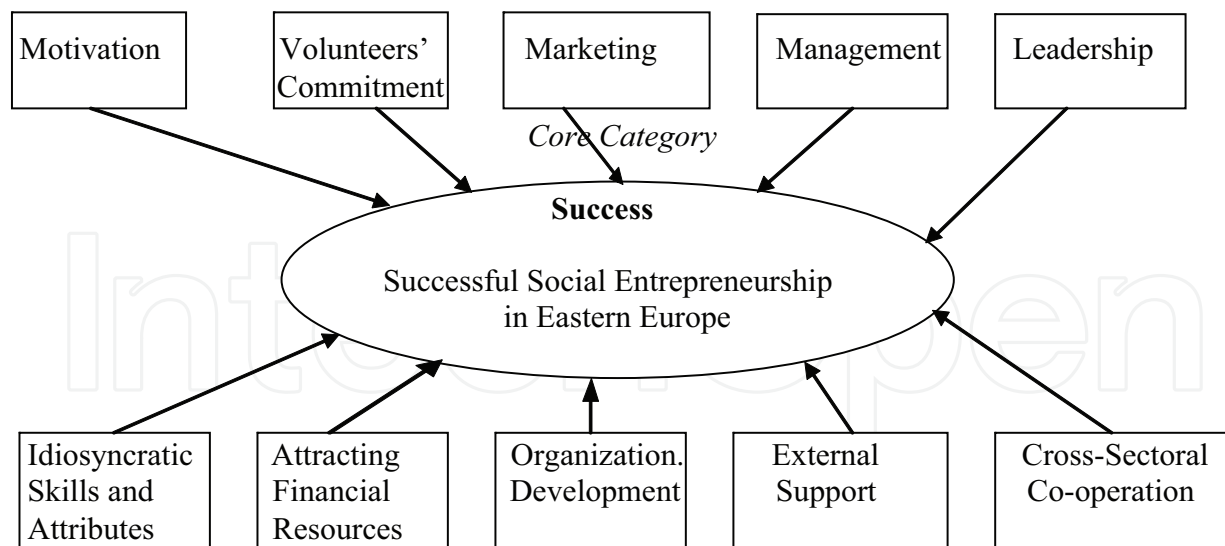 Motivation
Volunteers’
Commitment
Marketing
Management
Leadership
Core Category
Success
Successful Social Entrepreneurship
in Eastern Europe
Idiosyncratic
Skills and
Attributes
Attracting
Financial
Resources
Organization.
Development
External
Support
Cross-Sectoral
Co-operation